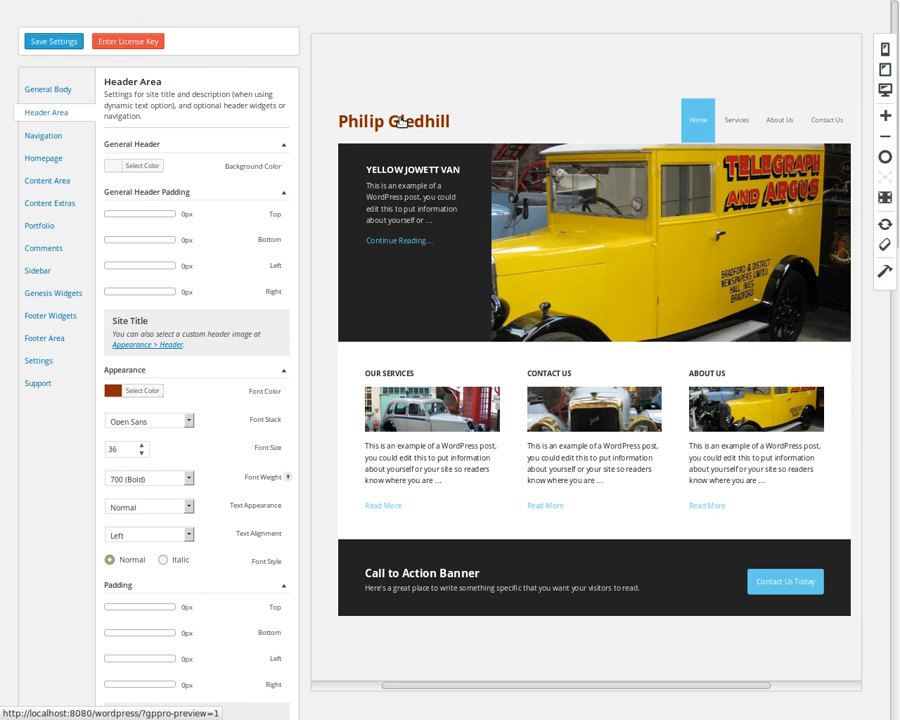 Save Settings
Enter License Key
General Body
Header Area
Navigation
Homepage
Content Area
Content Extras
Portfolio
Comments
Sidebar
Genesis Widgets
Footer Widgets
Footer Area
Settings
Support
Header Area
Settings for site title and description (when using
dynamic text option), and optional header widgets or
navigation.
General Header
Select Color
Background Color
General Header Padding
0px Top
0px Bottom
0px Left
0px Right
Site Title
You can also select a custom header image at
Appearance > Header.
Appearance
Select Color
Font Color
Open Sans
Font Stack
36
Font Size
700 (Bold)
Font Weight
Normal
Text Appearance
Left
Text Alignment
Normal Italic
Font Style
Padding
0px Top
0px Bottom
0px Left
0px Right
http://localhost:8080/wordpress/?gppro-preview=1
Philip Gledhill
Home Services About Us Contact Us
YELLOW JOWETT VAN
This is an example of a
WordPress post, you could
edit this to put information
about yourself or …
Continue Reading…
TELEGRAPH
AND ARGUS
BRADFORD & DISTRICT
NEWSPAPERS LIMITED
HALL INGS
BRADFORD
OUR SERVICES
This is an example of a WordPress post,
you could edit this to put information
about yourself or your site so readers
know where you are …
Read More
CONTACT US
This is an example of a WordPress post,
you could edit this to put information
about yourself or your site so readers
know where you are …
Read More
ABOUT US
This is an example of a WordPress post,
you could edit this to put information
about yourself or your site so readers
know where you are …
Read More
Call to Action Banner
Here's a great place to write something specific that you want your visitors to read.
Contact Us Today